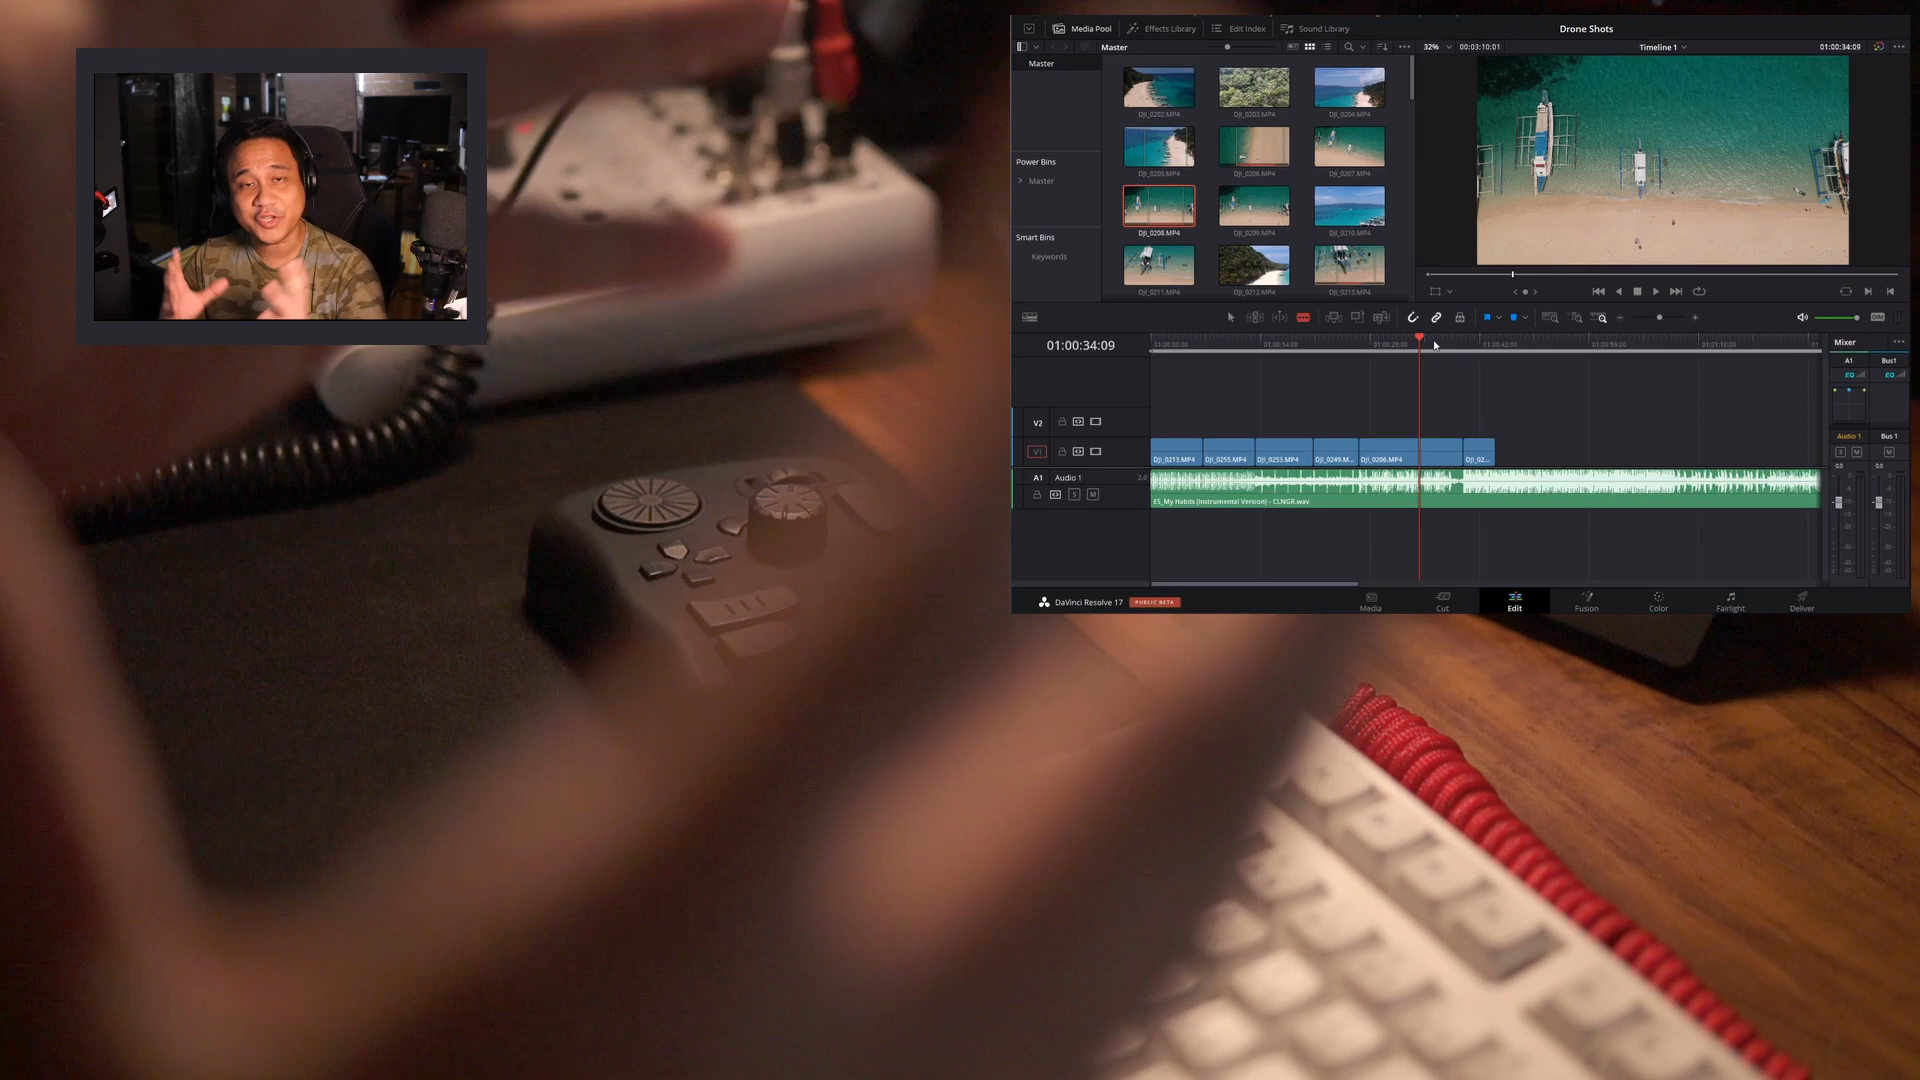 Media Pool Effects Library Edit Index Sound Library Drone Shots
Master 32% 00:03:10:01 Timeline 1 01:00:34:09
Master
DJI_0202.MP4 DJI_0203.MP4 DJI_0204.MP4
Power Bins
Master
DJI_0205.MP4 DJI_0206.MP4 DJI_0207.MP4
DJI_0208.MP4 DJI_0209.MP4 DJI_0210.MP4
Smart Bins
Keywords
DJI_0211.MP4 DJI_0212.MP4 DJI_0213.MP4
DIM
01:00:34:09
01:00:00:00 01:00:14:00 01:00:28:00 01:00:42:00 01:00:56:00 01:01:10:00
Mixer
A1 Bus1
EQ EQ
V2
V1
DJI_0213.MP4 DJI_0255.MP4 DJI_0253.MP4 DJI_0249.M... DJI_0206.MP4 DJI_02...
Audio 1 Bus 1
S M M
0.0 0.0
A1 Audio 1 2.0
S M
ES_My Habits (Instrumental Version) - CLNGR.wav
DaVinci Resolve 17 PUBLIC BETA
Media Cut Edit Fusion Color Fairlight Deliver